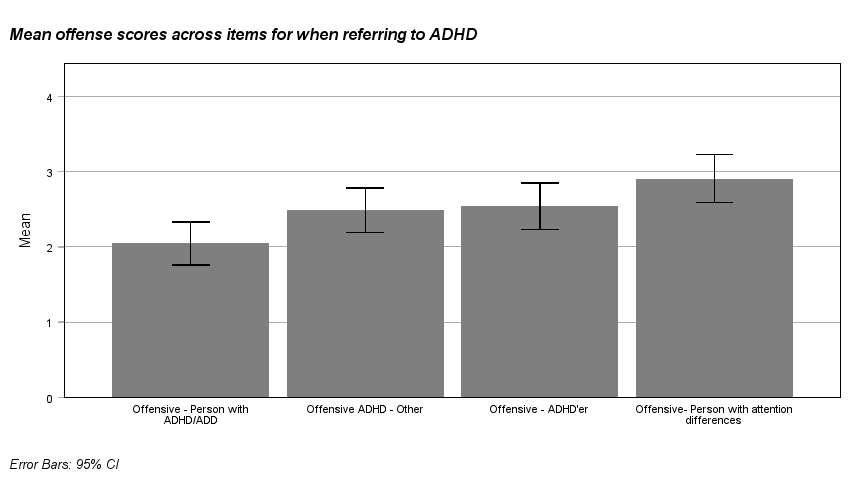 Mean offense scores across items for when referring to ADHD
4
3
2
1
0
Mean
Offensive - Person with
ADHD/ADD
Offensive ADHD - Other
Offensive - ADHD'er
Offensive- Person with attention
differences
Error Bars: 95% CI